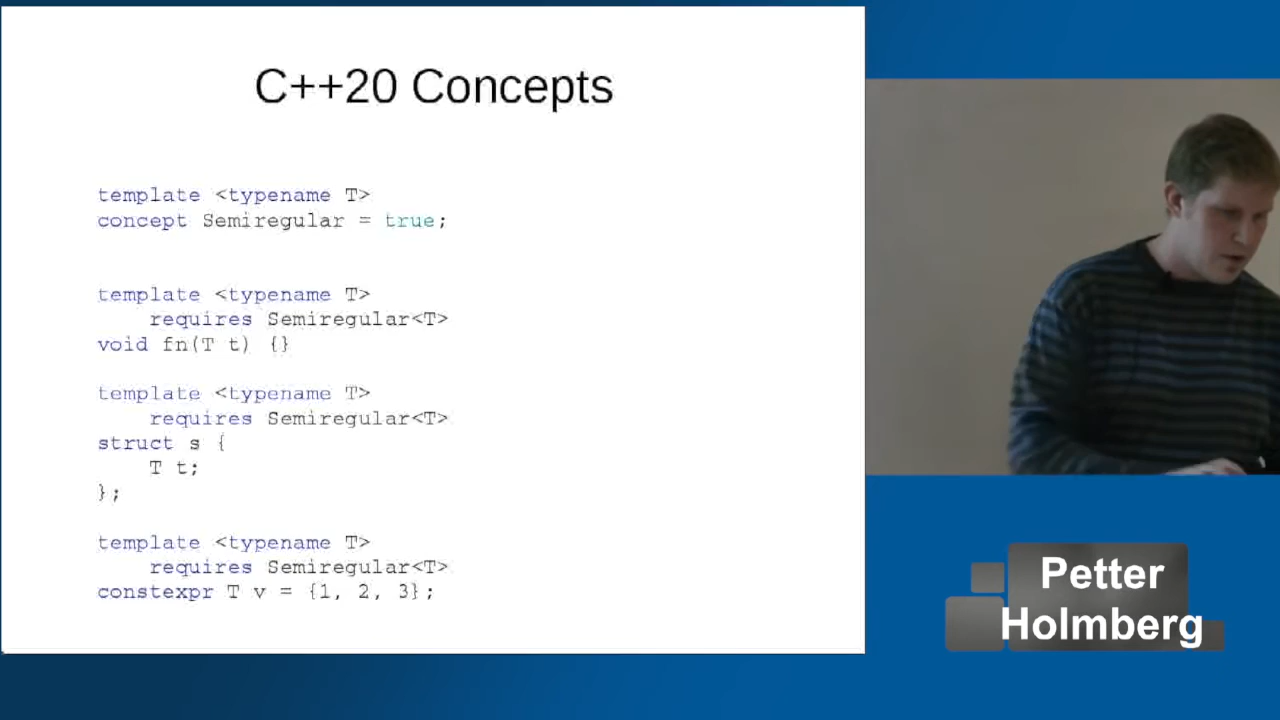 C++20 Concepts
template <typename T>
concept Semiregular = true;
template <typename T>
    requires Semiregular<T>
void fn(T t) {}
template <typename T>
    requires Semiregular<T>
struct s {
    T t;
};
template <typename T>
    requires Semiregular<T>
constexpr T v = {1, 2, 3};
Petter
Holmberg